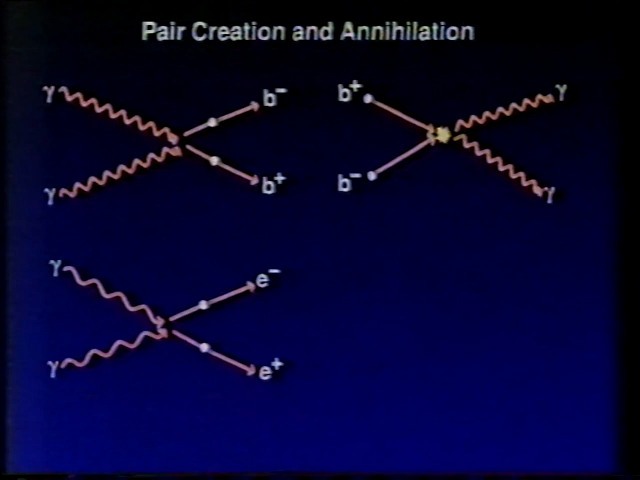 Pair Creation and Annihilation
γ b⁻ b⁺ γ
γ b⁺ b⁻ γ
γ e⁻
γ e⁺